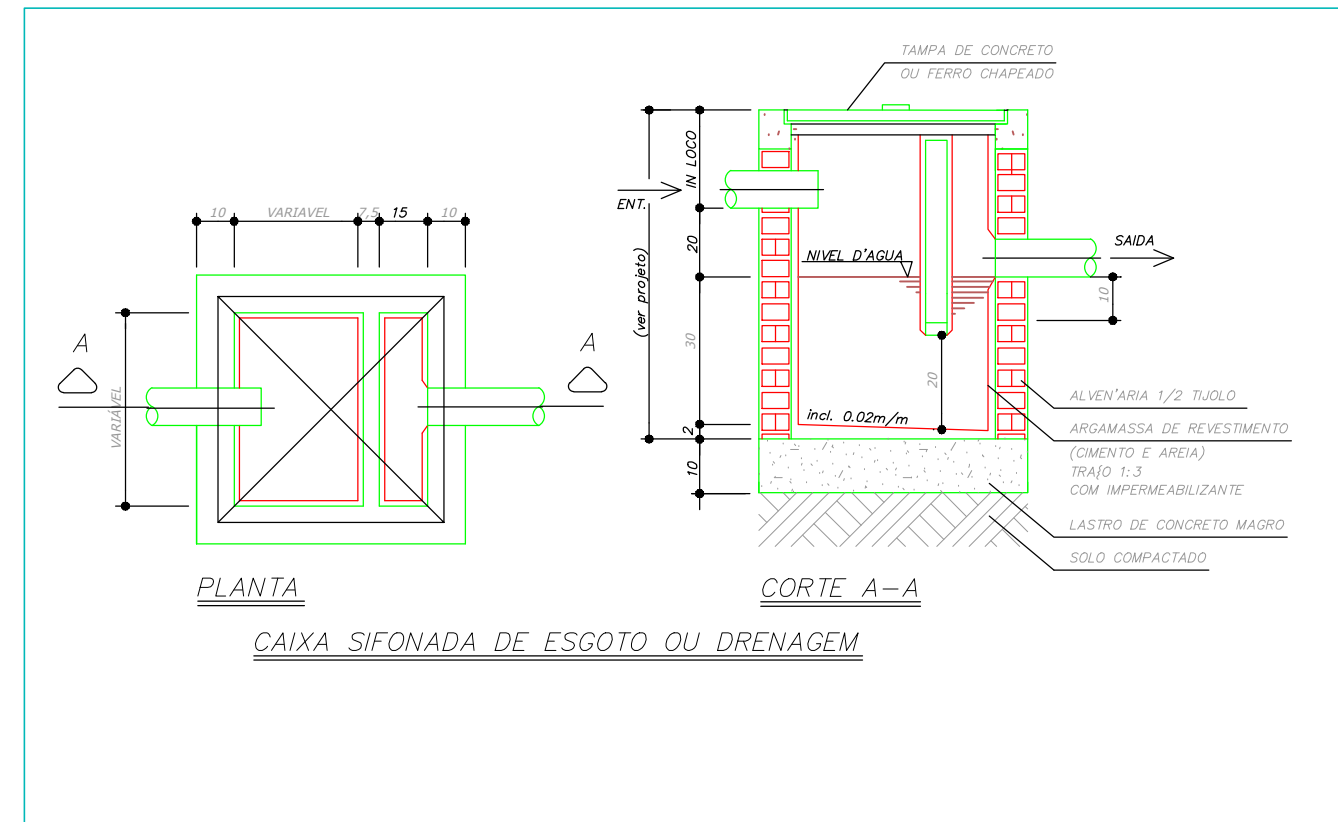 TAMPA DE CONCRETO
OU FERRO CHAPEADO
IN LOCO
ENT.
(ver projeto)
20
NIVEL D'AGUA
SAIDA
10
30
20
incl. 0.02m/m
2
10
ALVEN'ARIA 1/2 TIJOLO
ARGAMASSA DE REVESTIMENTO
(CIMENTO E AREIA)
TRA{O 1:3
COM IMPERMEABILIZANTE
LASTRO DE CONCRETO MAGRO
SOLO COMPACTADO
10 VARIAVEL 7,5 15 10
A
A
VARIÁVEL
PLANTA
CORTE A-A
CAIXA SIFONADA DE ESGOTO OU DRENAGEM